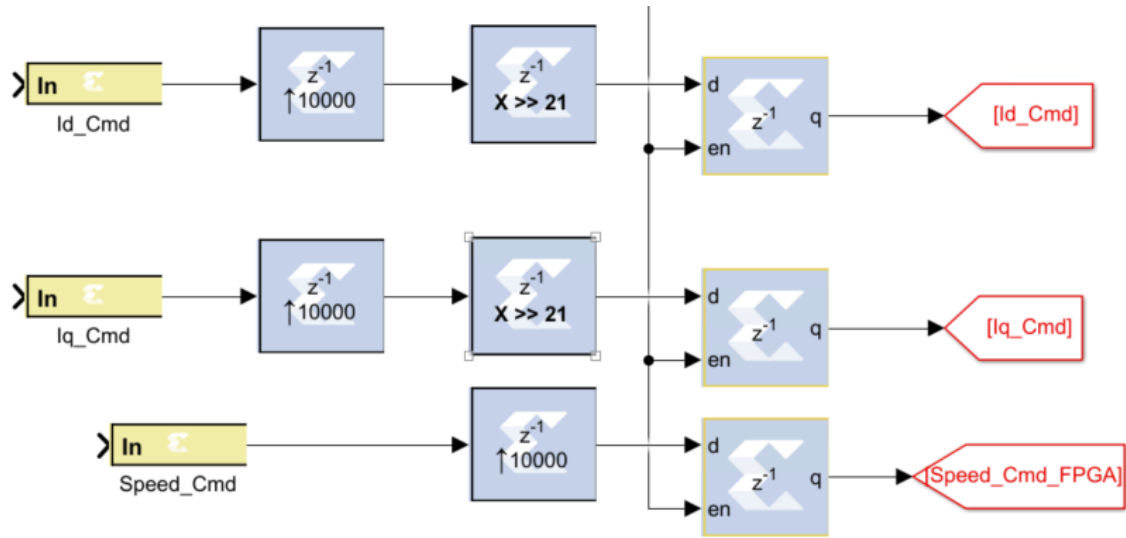 In
Id_Cmd
z-1
↑10000
z-1
X >> 21
d
en
z-1
q
[Id_Cmd]
In
Iq_Cmd
z-1
↑10000
z-1
X >> 21
d
en
z-1
q
[Iq_Cmd]
In
Speed_Cmd
z-1
↑10000
d
en
z-1
q
[Speed_Cmd_FPGA]